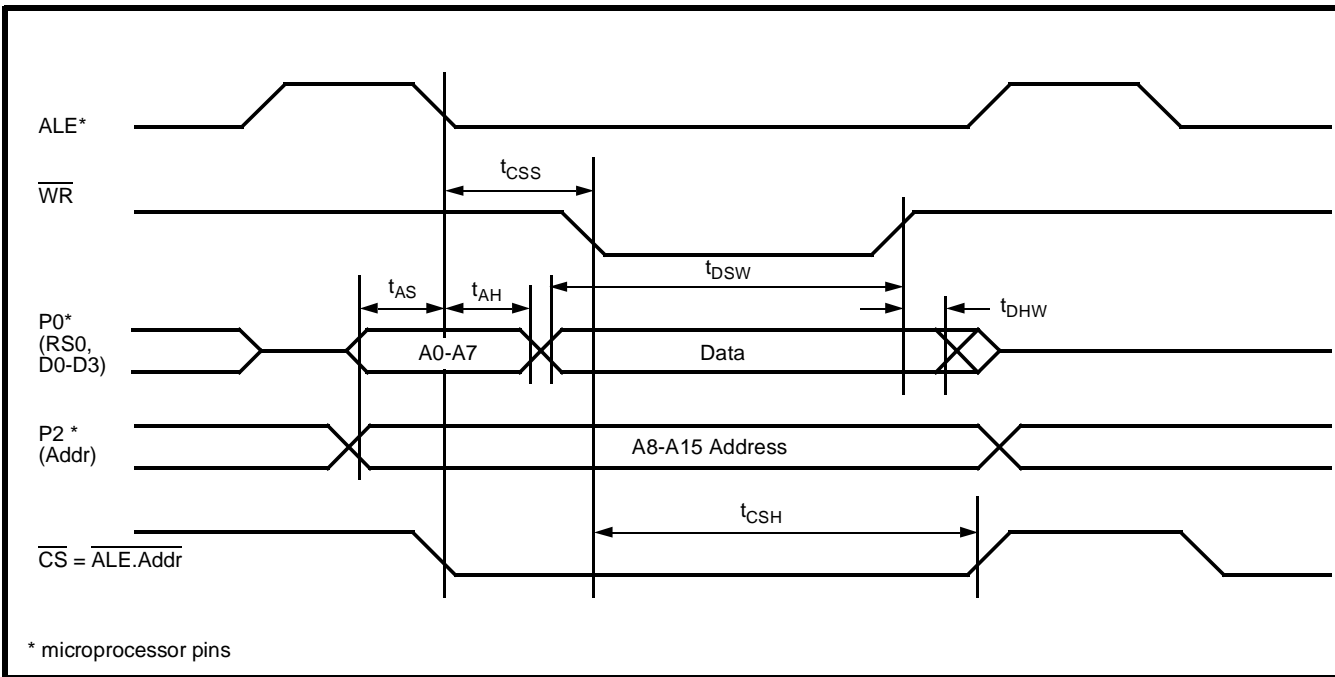 ALE*
tCSS
WR
tDSW
tAS
tAH
tDHW
P0*
(RS0,
D0-D3)
A0-A7
Data
P2 *
(Addr)
A8-A15 Address
tCSH
CS = ALE.Addr
* microprocessor pins